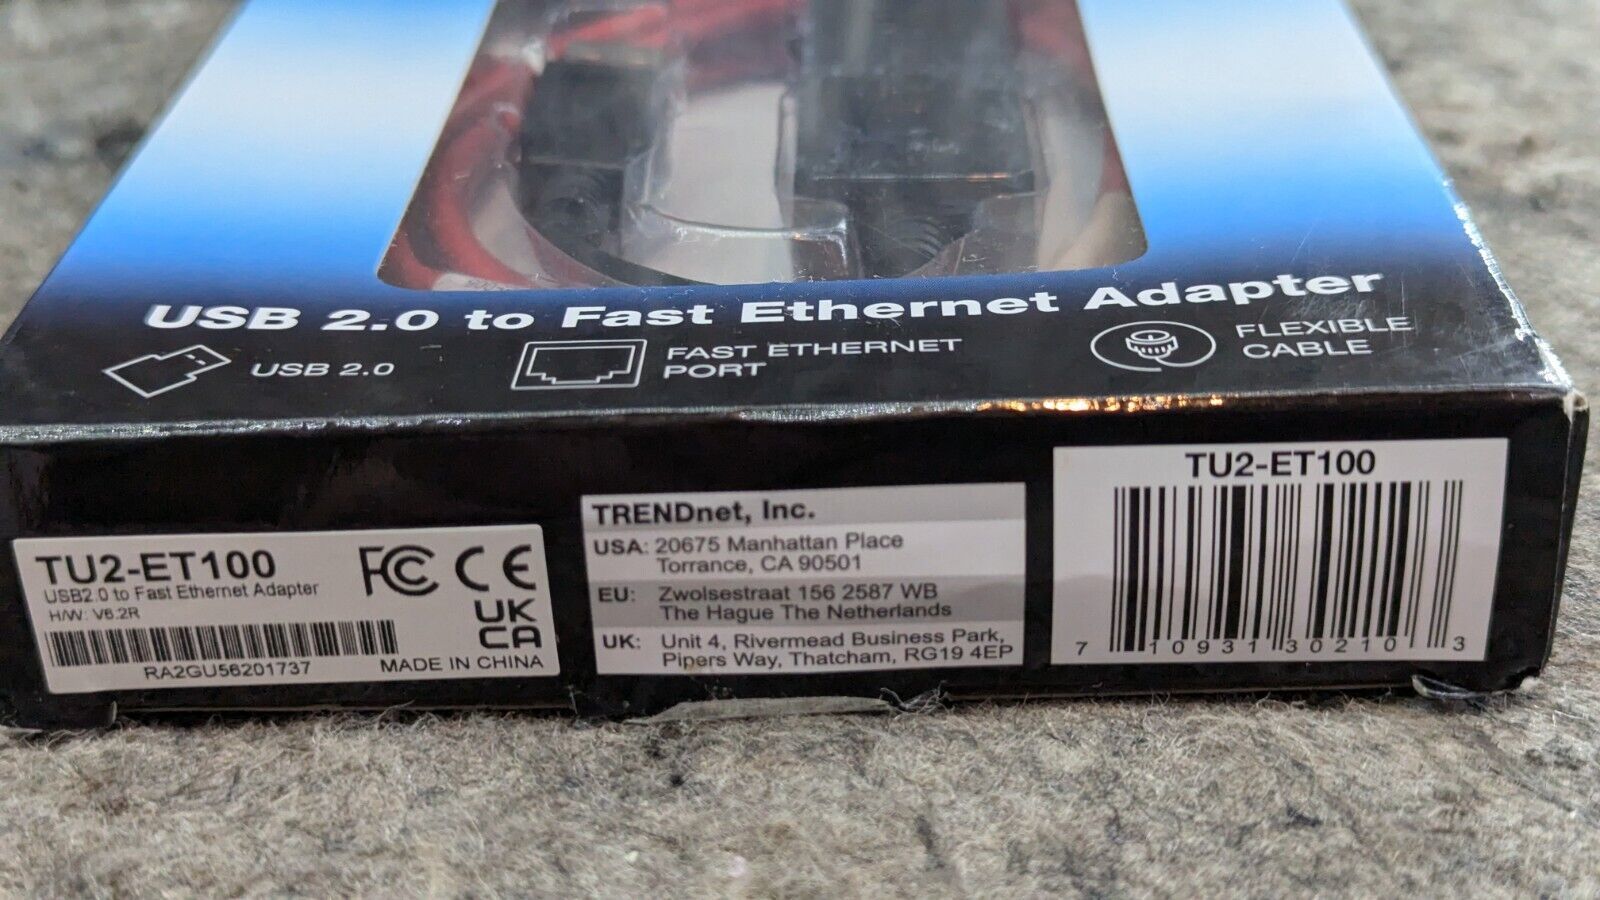 USB 2.0 to Fast Ethernet Adapter
USB 2.0
FAST ETHERNET
PORT
FLEXIBLE
CABLE
TU2-ET100
USB2.0 to Fast Ethernet Adapter
H/W: V6.2R
FC CE
UK
CA
RA2GU56201737
MADE IN CHINA
TRENDnet, Inc.
USA: 20675 Manhattan Place
Torrance, CA 90501
EU: Zwolsestraat 156 2587 WB
The Hague The Netherlands
UK: Unit 4, Rivermead Business Park,
Pipers Way, Thatcham, RG19 4EP
TU2-ET100
7 10931 30210 3